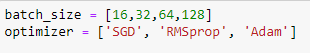 batch_size = [16,32,64,128]
optimizer = ['SGD', 'RMSprop', 'Adam']